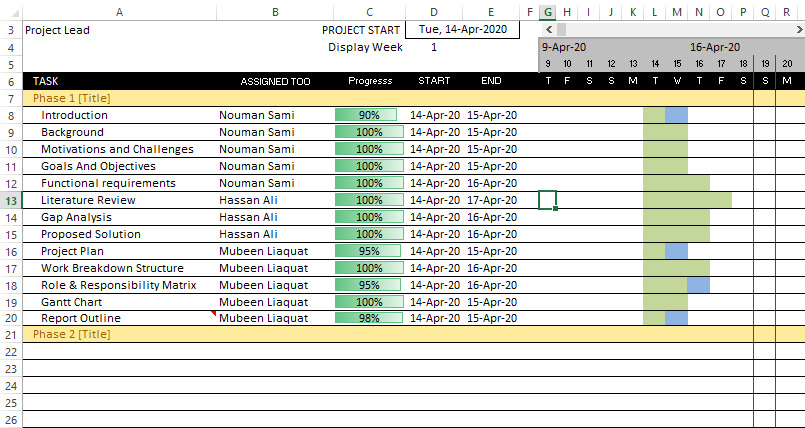 A B C D E F G H I J K L M N O P Q R
3 Project Lead PROJECT START Tue, 14-Apr-2020
4 Display Week 1 9-Apr-20 16-Apr-20
5 9 10 11 12 13 14 15 16 17 18 19 20
6 TASK ASSIGNED TOO Progresss START END T F S S M T W T F S S M
7 Phase 1 [Title]
8 Introduction Nouman Sami 90% 14-Apr-20 15-Apr-20
9 Background Nouman Sami 100% 14-Apr-20 15-Apr-20
10 Motivations and Challenges Nouman Sami 100% 14-Apr-20 15-Apr-20
11 Goals And Objectives Nouman Sami 100% 14-Apr-20 15-Apr-20
12 Functional requirements Nouman Sami 100% 14-Apr-20 16-Apr-20
13 Literature Review Hassan Ali 100% 14-Apr-20 17-Apr-20
14 Gap Analysis Hassan Ali 100% 14-Apr-20 16-Apr-20
15 Proposed Solution Hassan Ali 100% 14-Apr-20 16-Apr-20
16 Project Plan Mubeen Liaquat 95% 14-Apr-20 15-Apr-20
17 Work Breakdown Structure Mubeen Liaquat 100% 14-Apr-20 16-Apr-20
18 Role & Responsibility Matrix Mubeen Liaquat 95% 14-Apr-20 16-Apr-20
19 Gantt Chart Mubeen Liaquat 100% 14-Apr-20 15-Apr-20
20 Report Outline Mubeen Liaquat 98% 14-Apr-20 15-Apr-20
21 Phase 2 [Title]
22
23
24
25
26